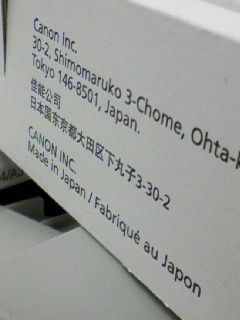 Canon Inc.
30-2, Shimomaruko 3-Chome, Ohta-k
Tokyo 146-8501, Japan.
佳能公司
日本国东京都大田区下丸子3-30-2
CANON INC.
Made in Japan / Fabriqué au Japon